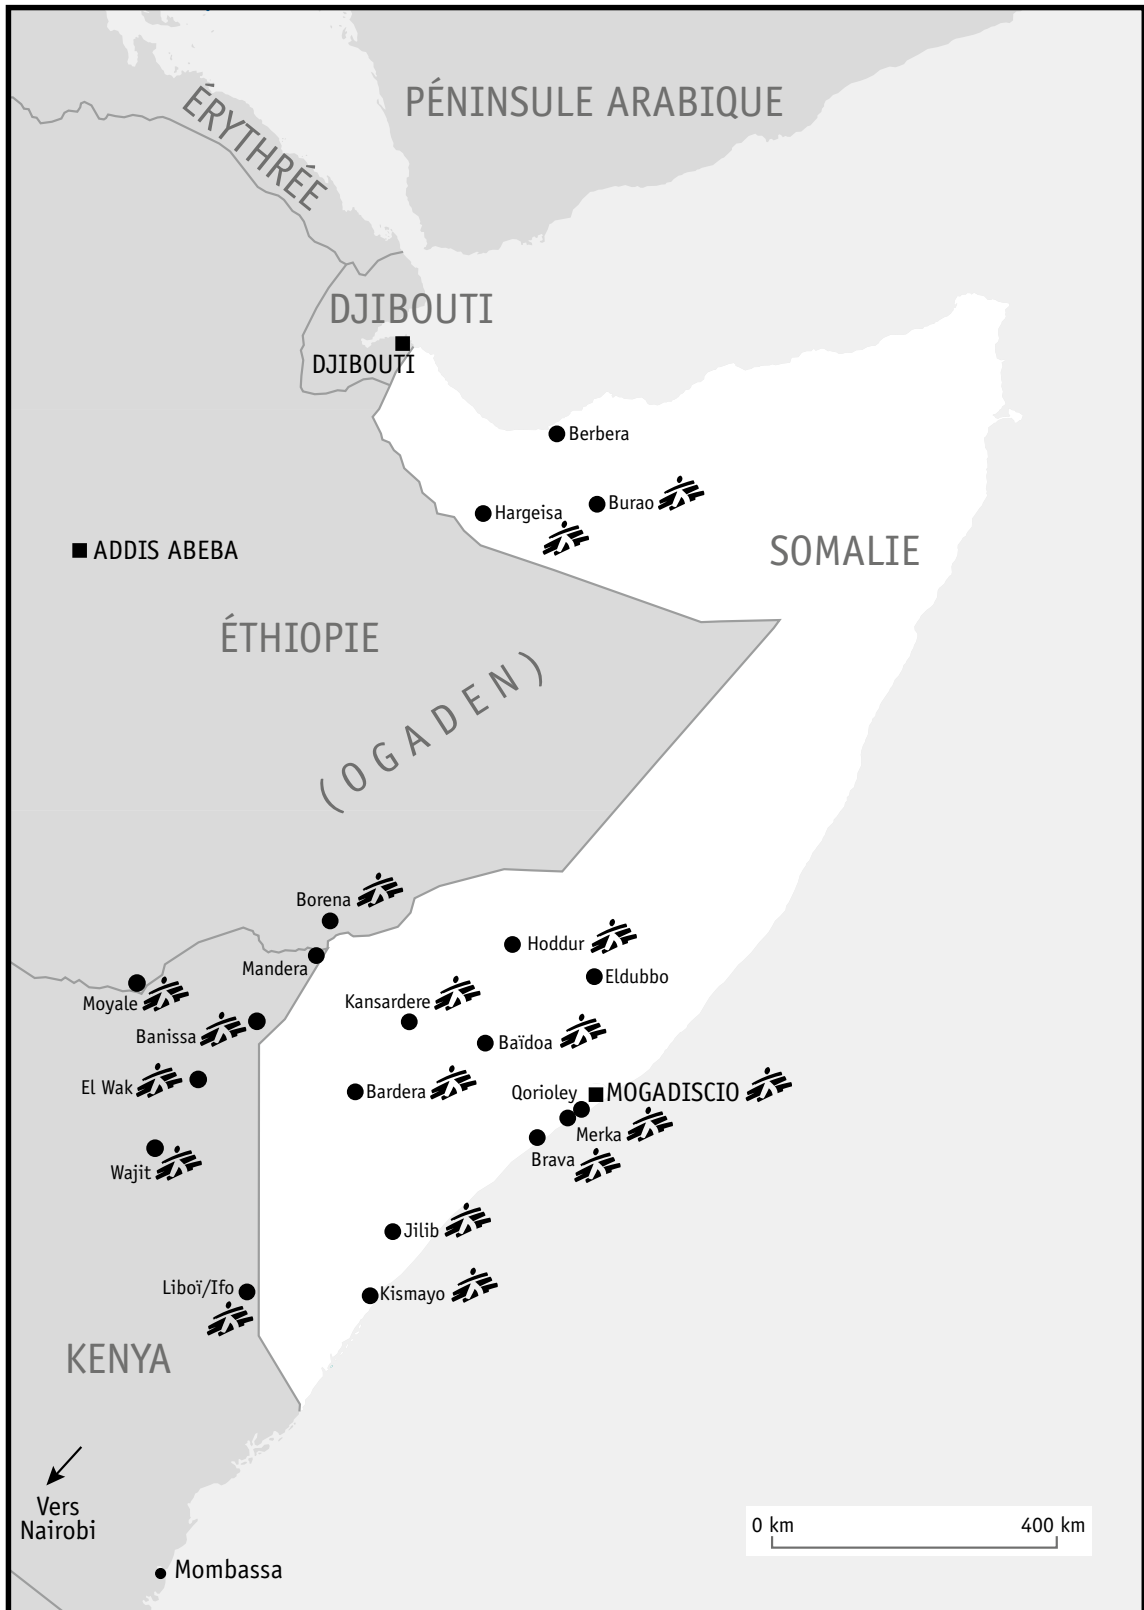 PÉNINSULE ARABIQUE
ÉRYTHRÉE
DJIBOUTI
DJIBOUTI
Berbera
Burao
Hargeisa
ADDIS ABEBA
SOMALIE
ÉTHIOPIE
(OGADEN)
Borena
Hoddur
Mandera
Eldubbo
Moyale
Kansardere
Banissa
Baïdoa
El Wak
Bardera
Qorioley
MOGADISCIO
Merka
Brava
Wajit
Jilib
Liboï/Ifo
Kismayo
KENYA
Vers
Nairobi
0 km
400 km
Mombassa